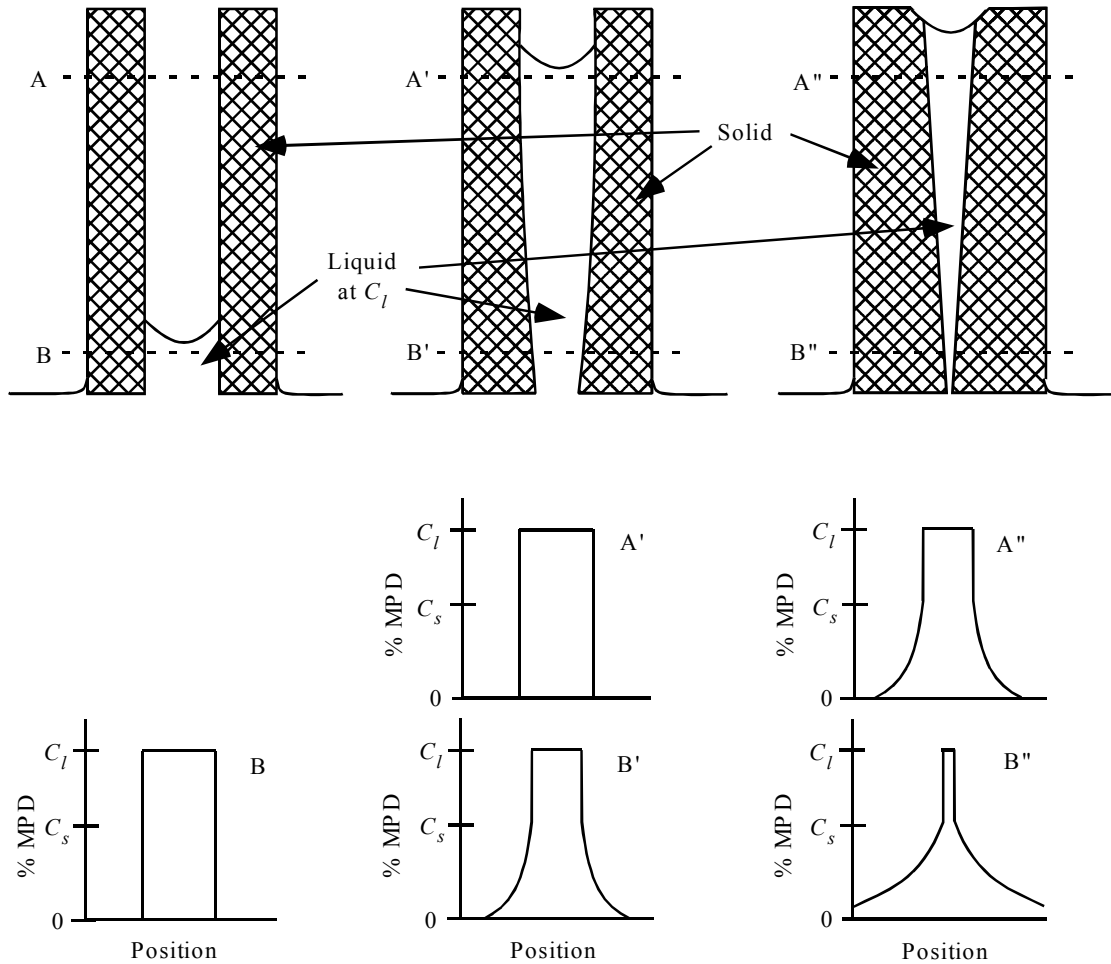 A
A'
A"
Solid
Liquid
at C_l
B
B'
B"
C_l
C_s
0
% MPD
A'
C_l
C_s
0
% MPD
A"
C_l
C_s
0
% MPD
B
Position
C_l
C_s
0
% MPD
B'
Position
C_l
C_s
0
% MPD
B"
Position